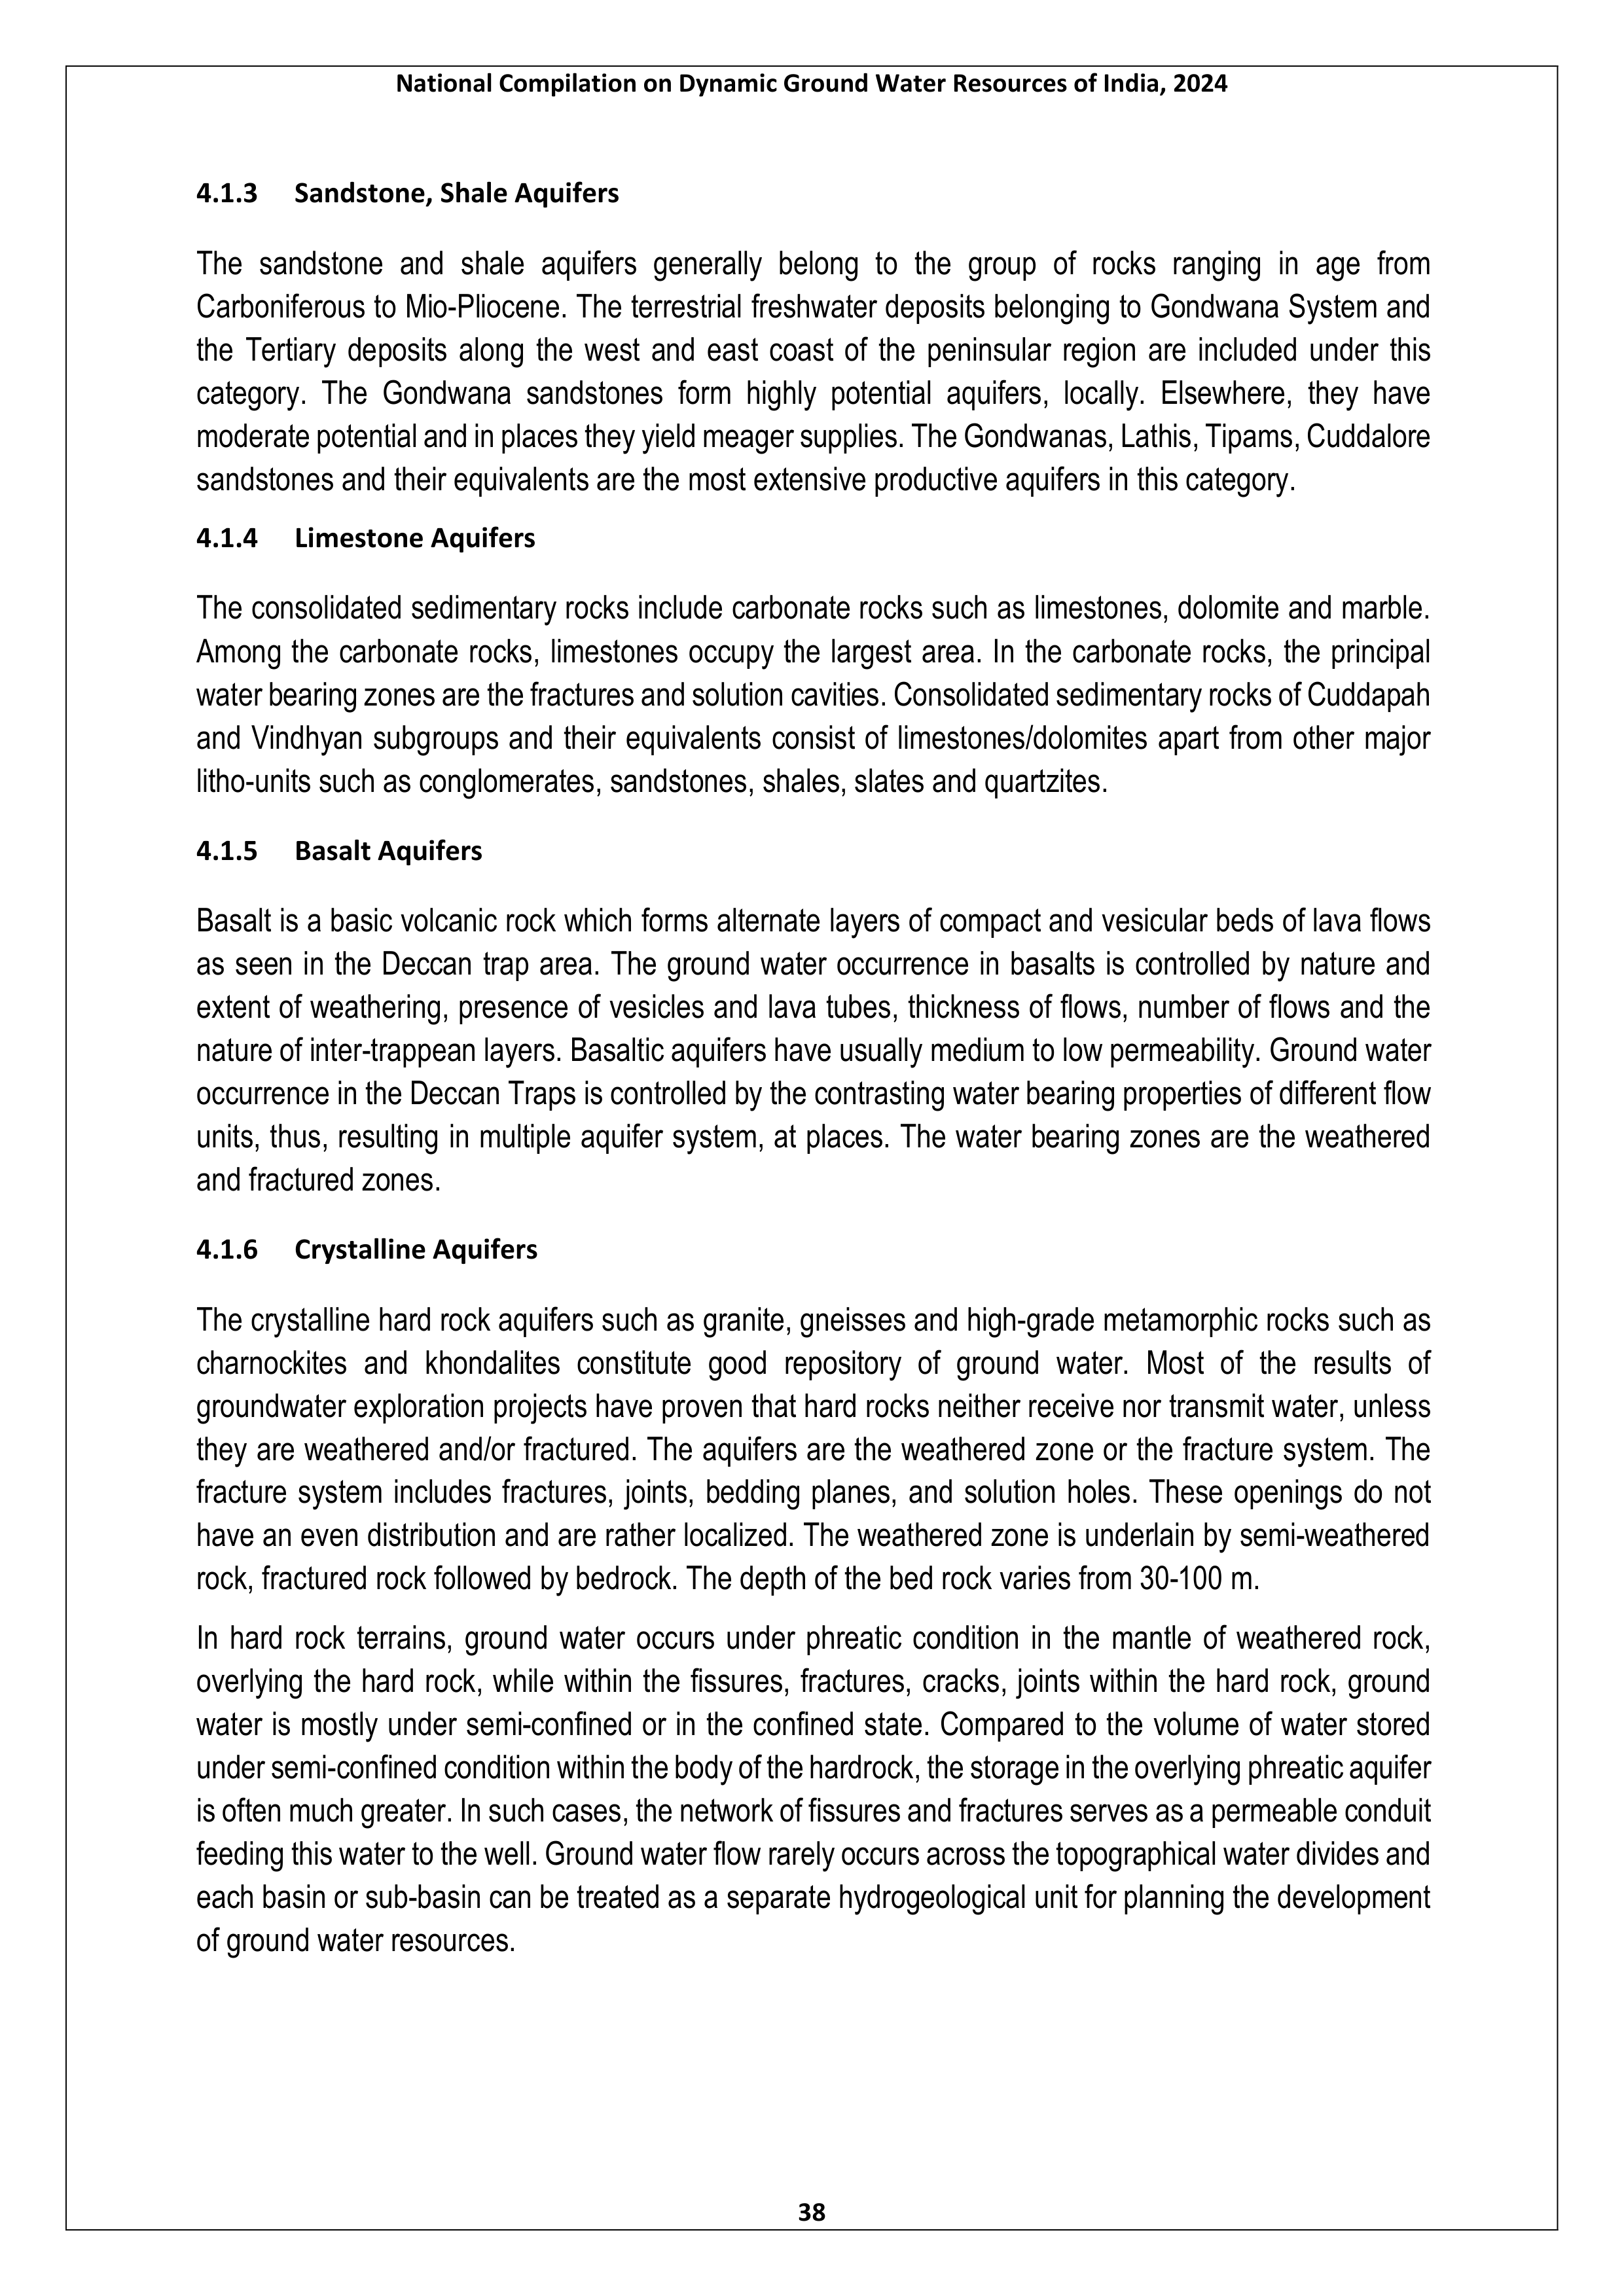 National Compilation on Dynamic Ground Water Resources of India, 2024
4.1.3 Sandstone, Shale Aquifers
The sandstone and shale aquifers generally belong to the group of rocks ranging in age from
Carboniferous to Mio-Pliocene. The terrestrial freshwater deposits belonging to Gondwana System and
the Tertiary deposits along the west and east coast of the peninsular region are included under this
category. The Gondwana sandstones form highly potential aquifers, locally. Elsewhere, they have
moderate potential and in places they yield meager supplies. The Gondwanas, Lathis, Tipams, Cuddalore
sandstones and their equivalents are the most extensive productive aquifers in this category.
4.1.4 Limestone Aquifers
The consolidated sedimentary rocks include carbonate rocks such as limestones, dolomite and marble.
Among the carbonate rocks, limestones occupy the largest area. In the carbonate rocks, the principal
water bearing zones are the fractures and solution cavities. Consolidated sedimentary rocks of Cuddapah
and Vindhyan subgroups and their equivalents consist of limestones/dolomites apart from other major
litho-units such as conglomerates, sandstones, shales, slates and quartzites.
4.1.5 Basalt Aquifers
Basalt is a basic volcanic rock which forms alternate layers of compact and vesicular beds of lava flows
as seen in the Deccan trap area. The ground water occurrence in basalts is controlled by nature and
extent of weathering, presence of vesicles and lava tubes, thickness of flows, number of flows and the
nature of inter-trappean layers. Basaltic aquifers have usually medium to low permeability. Ground water
occurrence in the Deccan Traps is controlled by the contrasting water bearing properties of different flow
units, thus, resulting in multiple aquifer system, at places. The water bearing zones are the weathered
and fractured zones.
4.1.6 Crystalline Aquifers
The crystalline hard rock aquifers such as granite, gneisses and high-grade metamorphic rocks such as
charnockites and khondalites constitute good repository of ground water. Most of the results of
groundwater exploration projects have proven that hard rocks neither receive nor transmit water, unless
they are weathered and/or fractured. The aquifers are the weathered zone or the fracture system. The
fracture system includes fractures, joints, bedding planes, and solution holes. These openings do not
have an even distribution and are rather localized. The weathered zone is underlain by semi-weathered
rock, fractured rock followed by bedrock. The depth of the bed rock varies from 30-100 m.
In hard rock terrains, ground water occurs under phreatic condition in the mantle of weathered rock,
overlying the hard rock, while within the fissures, fractures, cracks, joints within the hard rock, ground
water is mostly under semi-confined or in the confined state. Compared to the volume of water stored
under semi-confined condition within the body of the hardrock, the storage in the overlying phreatic aquifer
is often much greater. In such cases, the network of fissures and fractures serves as a permeable conduit
feeding this water to the well. Ground water flow rarely occurs across the topographical water divides and
each basin or sub-basin can be treated as a separate hydrogeological unit for planning the development
of ground water resources.
38